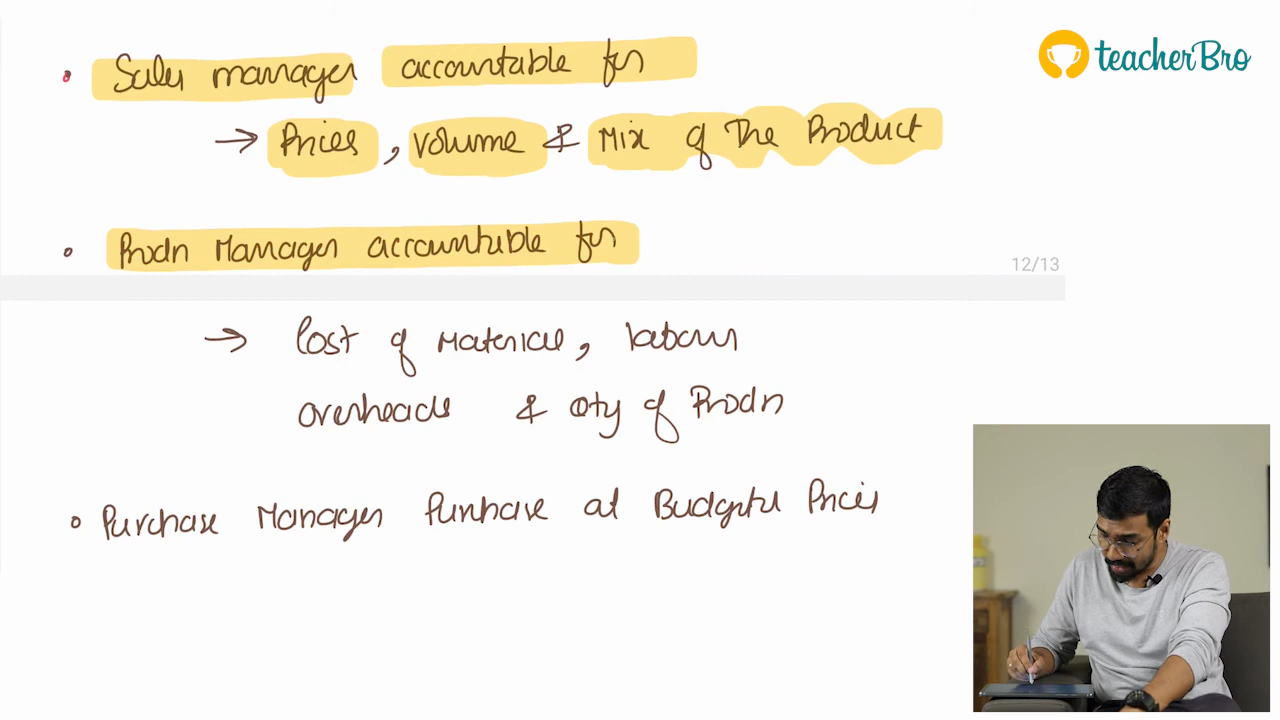 teacherBro
• Sales manager accountable for
→ Prices, Volume & Mix of The Product
• Prodn Manager accountable for
12/13
→ Cost of Material, labour
overheads & Qty of Prodn
• Purchase Manager Purchase at Budgeted Prices